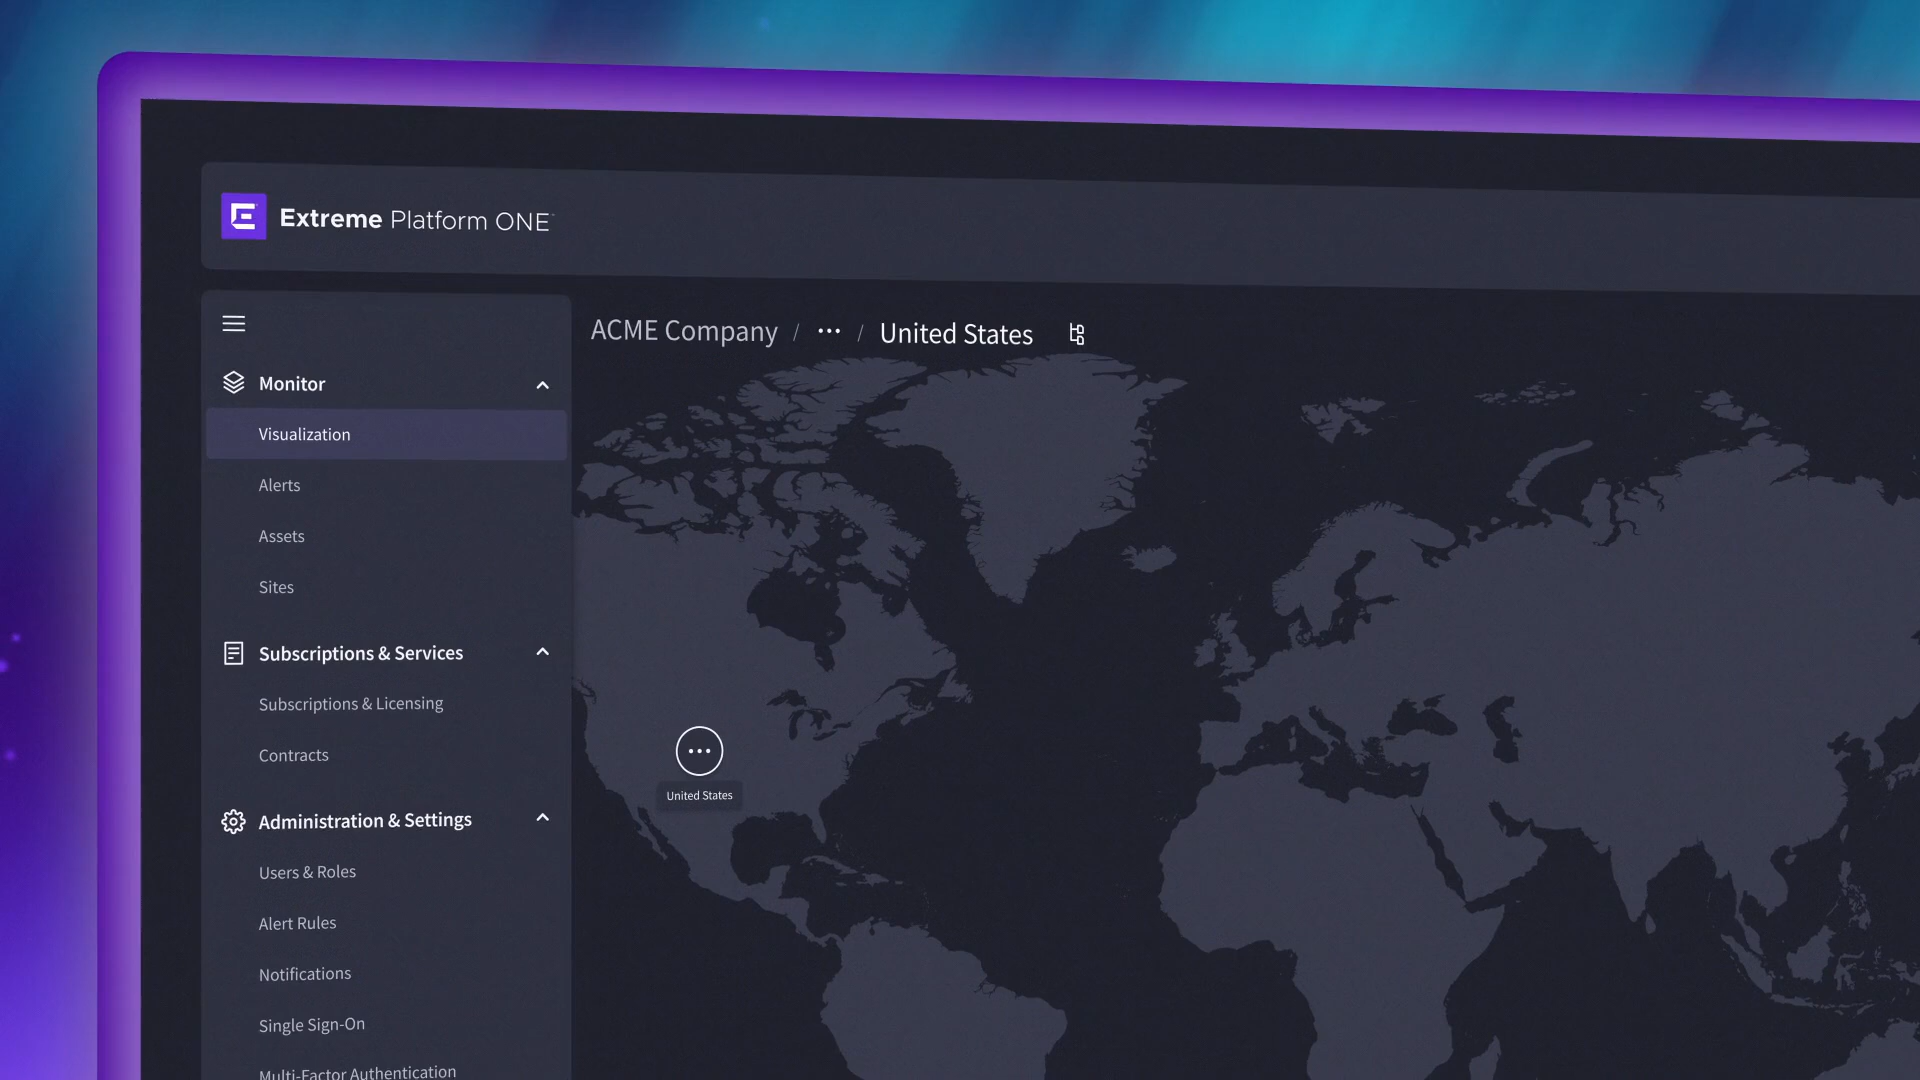 Extreme Platform ONE
ACME Company / ... / United States
Monitor
Visualization
Alerts
Assets
Sites
Subscriptions & Services
Subscriptions & Licensing
Contracts
Administration & Settings
Users & Roles
Alert Rules
Notifications
Single Sign-On
Multi-Factor Authentication
United States